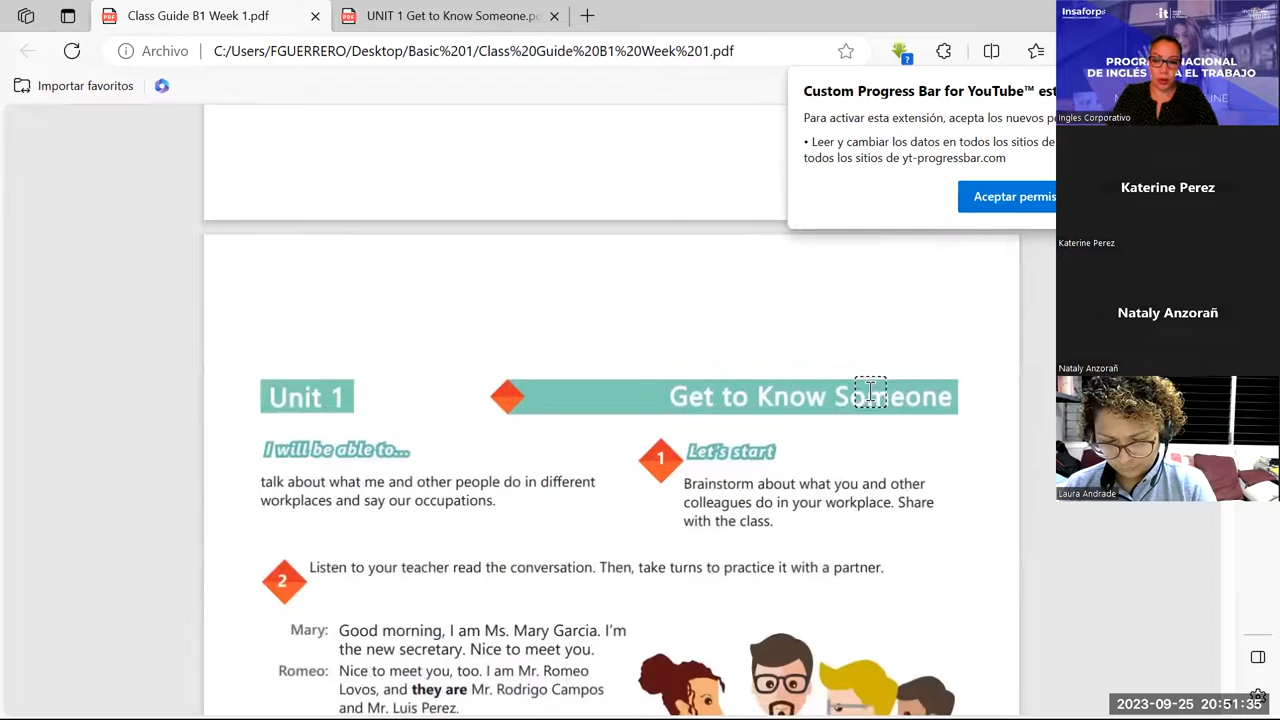 Class Guide B1 Week 1.pdf
UNIT 1 Get to Know Someone.pdf
Archivo
C:/Users/FGUERRERO/Desktop/Basic%201/Class%20Guide%20B1%20Week%201.pdf
Importar favoritos
Custom Progress Bar for YouTube™ est
Para activar esta extensión, acepta los nuevos pe
• Leer y cambiar los datos en todos los sitios de
todos los sitios de yt-progressbar.com
Aceptar permis
Unit 1
Get to Know Someone
I will be able to...
talk about what me and other people do in different
workplaces and say our occupations.
1
Let's start
Brainstorm about what you and other
colleagues do in your workplace. Share
with the class.
2
Listen to your teacher read the conversation. Then, take turns to practice it with a partner.
Mary: Good morning, I am Ms. Mary Garcia. I'm
the new secretary. Nice to meet you.
Romeo: Nice to meet you, too. I am Mr. Romeo
Lovos, and they are Mr. Rodrigo Campos
and Mr. Luis Perez.
Insaforp
it
DE INGLÉS
EL TRABAJO
Ingles Corporativo
Katerine Perez
Katerine Perez
Nataly Anzorañ
Nataly Anzorañ
Laura Andrade
2023-09-25 20:51:35